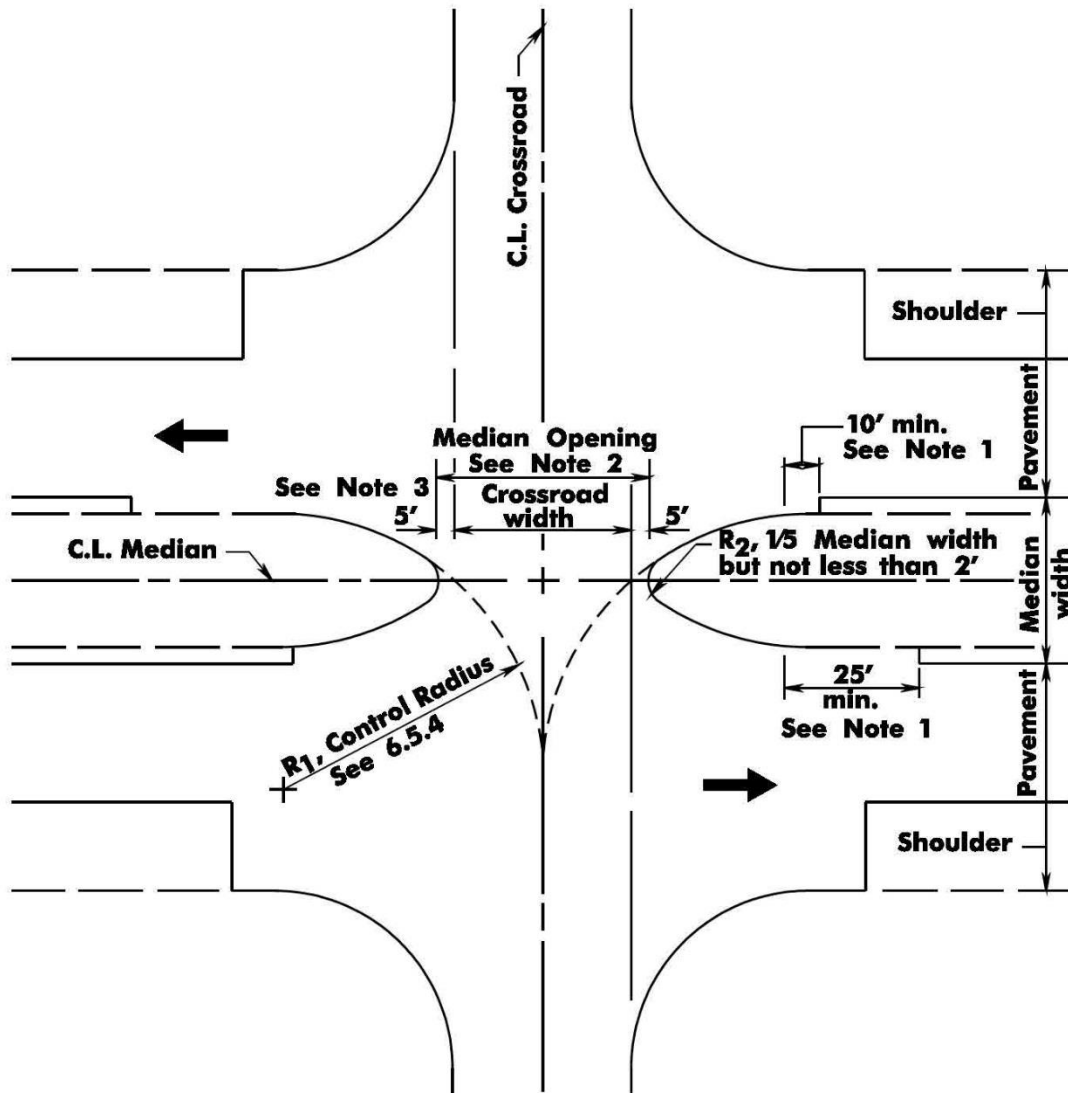 C.L. Crossroad
Shoulder
Pavement
10' min.
See Note 1
Median Opening
See Note 2
See Note 3
5'
Crossroad
width
5'
C.L. Median
R2, 1/5 Median width
but not less than 2'
Median
width
R1, Control Radius
See 6.5.4
25'
min.
See Note 1
Pavement
Shoulder